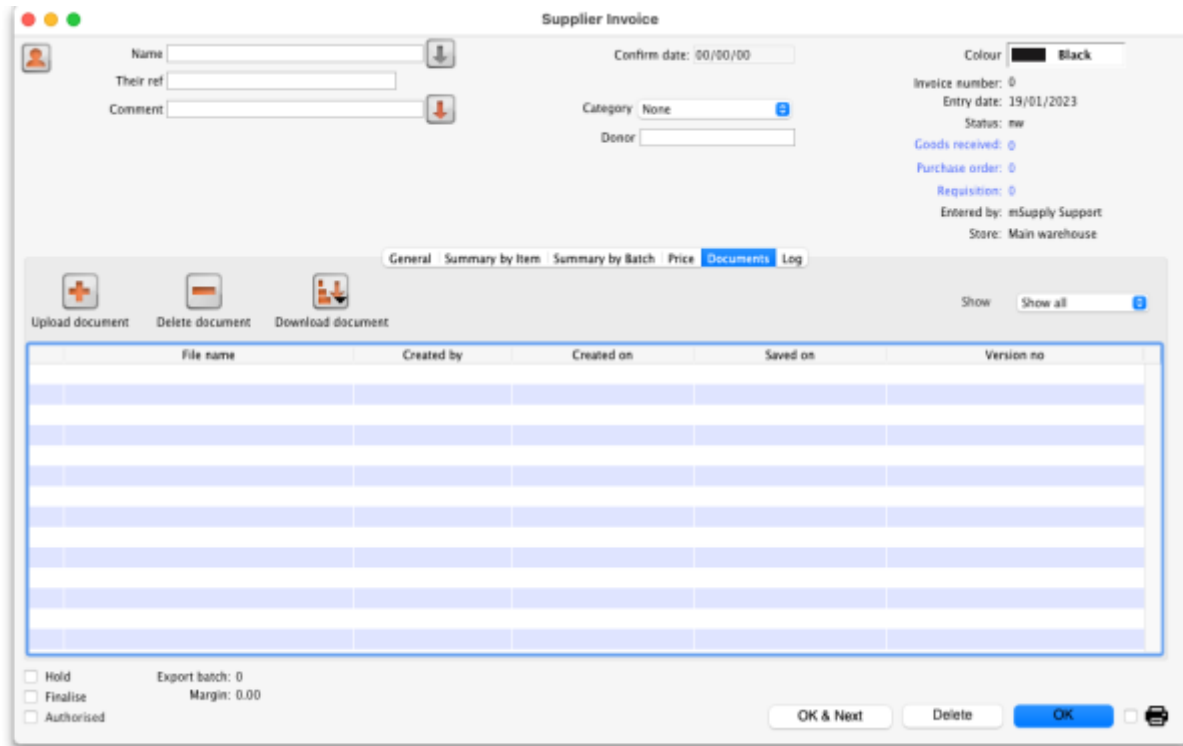 Supplier Invoice
Name
Confirm date: 00/00/00
Colour Black
Their ref
Invoice number: 0
Comment
Category None
Entry date: 19/01/2023
Status: nw
Donor
Goods received: 0
Purchase order: 0
Requisition: 0
Entered by: mSupply Support
Store: Main warehouse
General Summary by Item Summary by Batch Price Documents Log
Upload document Delete document Download document
Show Show all
File name Created by Created on Saved on Version no
Hold Export batch: 0
Finalise Margin: 0.00
Authorised
OK & Next Delete OK